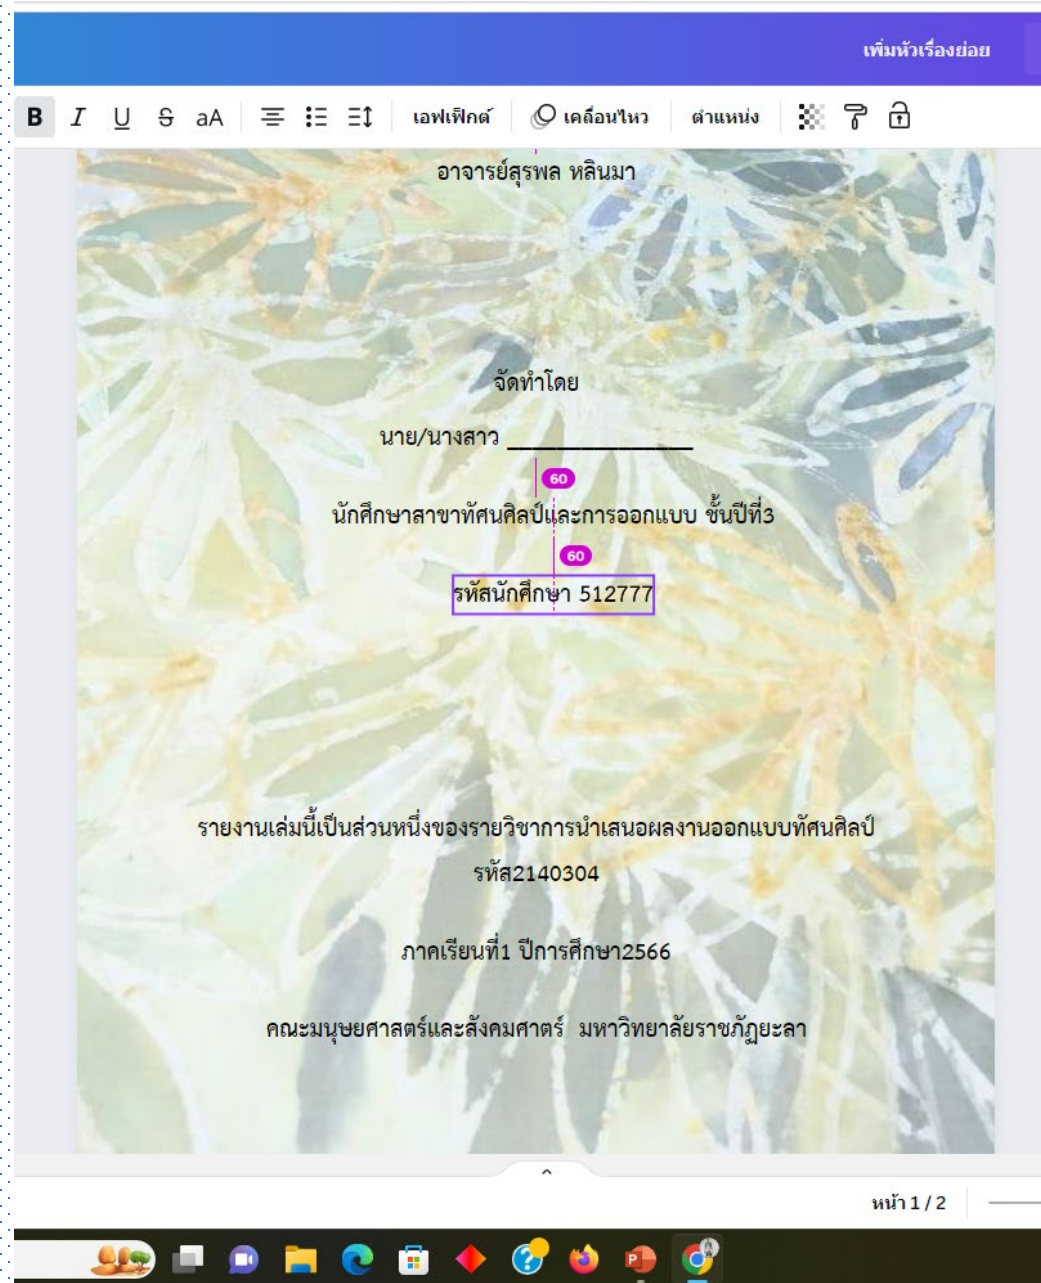 เพิ่มหัวเรื่องย่อย
B I U S aA เอฟเฟ็กต์ เคลื่อนไหว ตำแหน่ง
อาจารย์สุรพล หลินมา
จัดทำโดย
นาย/นางสาว _______________
60
นักศึกษาสาขาทัศนศิลป์และการออกแบบ ชั้นปีที่3
60
รหัสนักศึกษา 512777
รายงานเล่มนี้เป็นส่วนหนึ่งของรายวิชาการนำเสนอผลงานออกแบบทัศนศิลป์
รหัส2140304
ภาคเรียนที่1 ปีการศึกษา2566
คณะมนุษยศาสตร์และสังคมศาตร์ มหาวิทยาลัยราชภัฏยะลา
หน้า 1 / 2